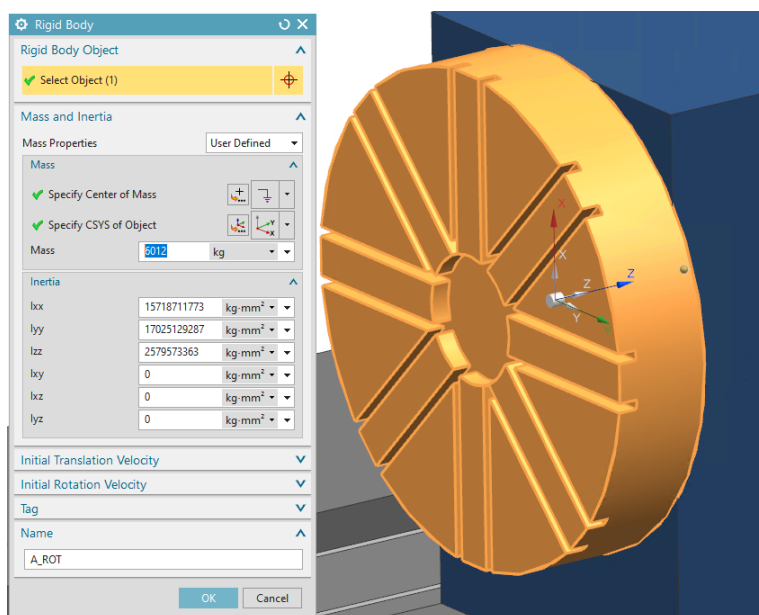 Rigid Body
Rigid Body Object
Select Object (1)
Mass and Inertia
Mass Properties User Defined
Mass
Specify Center of Mass
Specify CSYS of Object
Mass 6012 kg
Inertia
Ixx 15718711773 kg·mm²
Iyy 17025129287 kg·mm²
Izz 2579573363 kg·mm²
Ixy 0 kg·mm²
Ixz 0 kg·mm²
Iyz 0 kg·mm²
Initial Translation Velocity
Initial Rotation Velocity
Tag
Name
A_ROT
OK Cancel
X
X
Z Z
Y